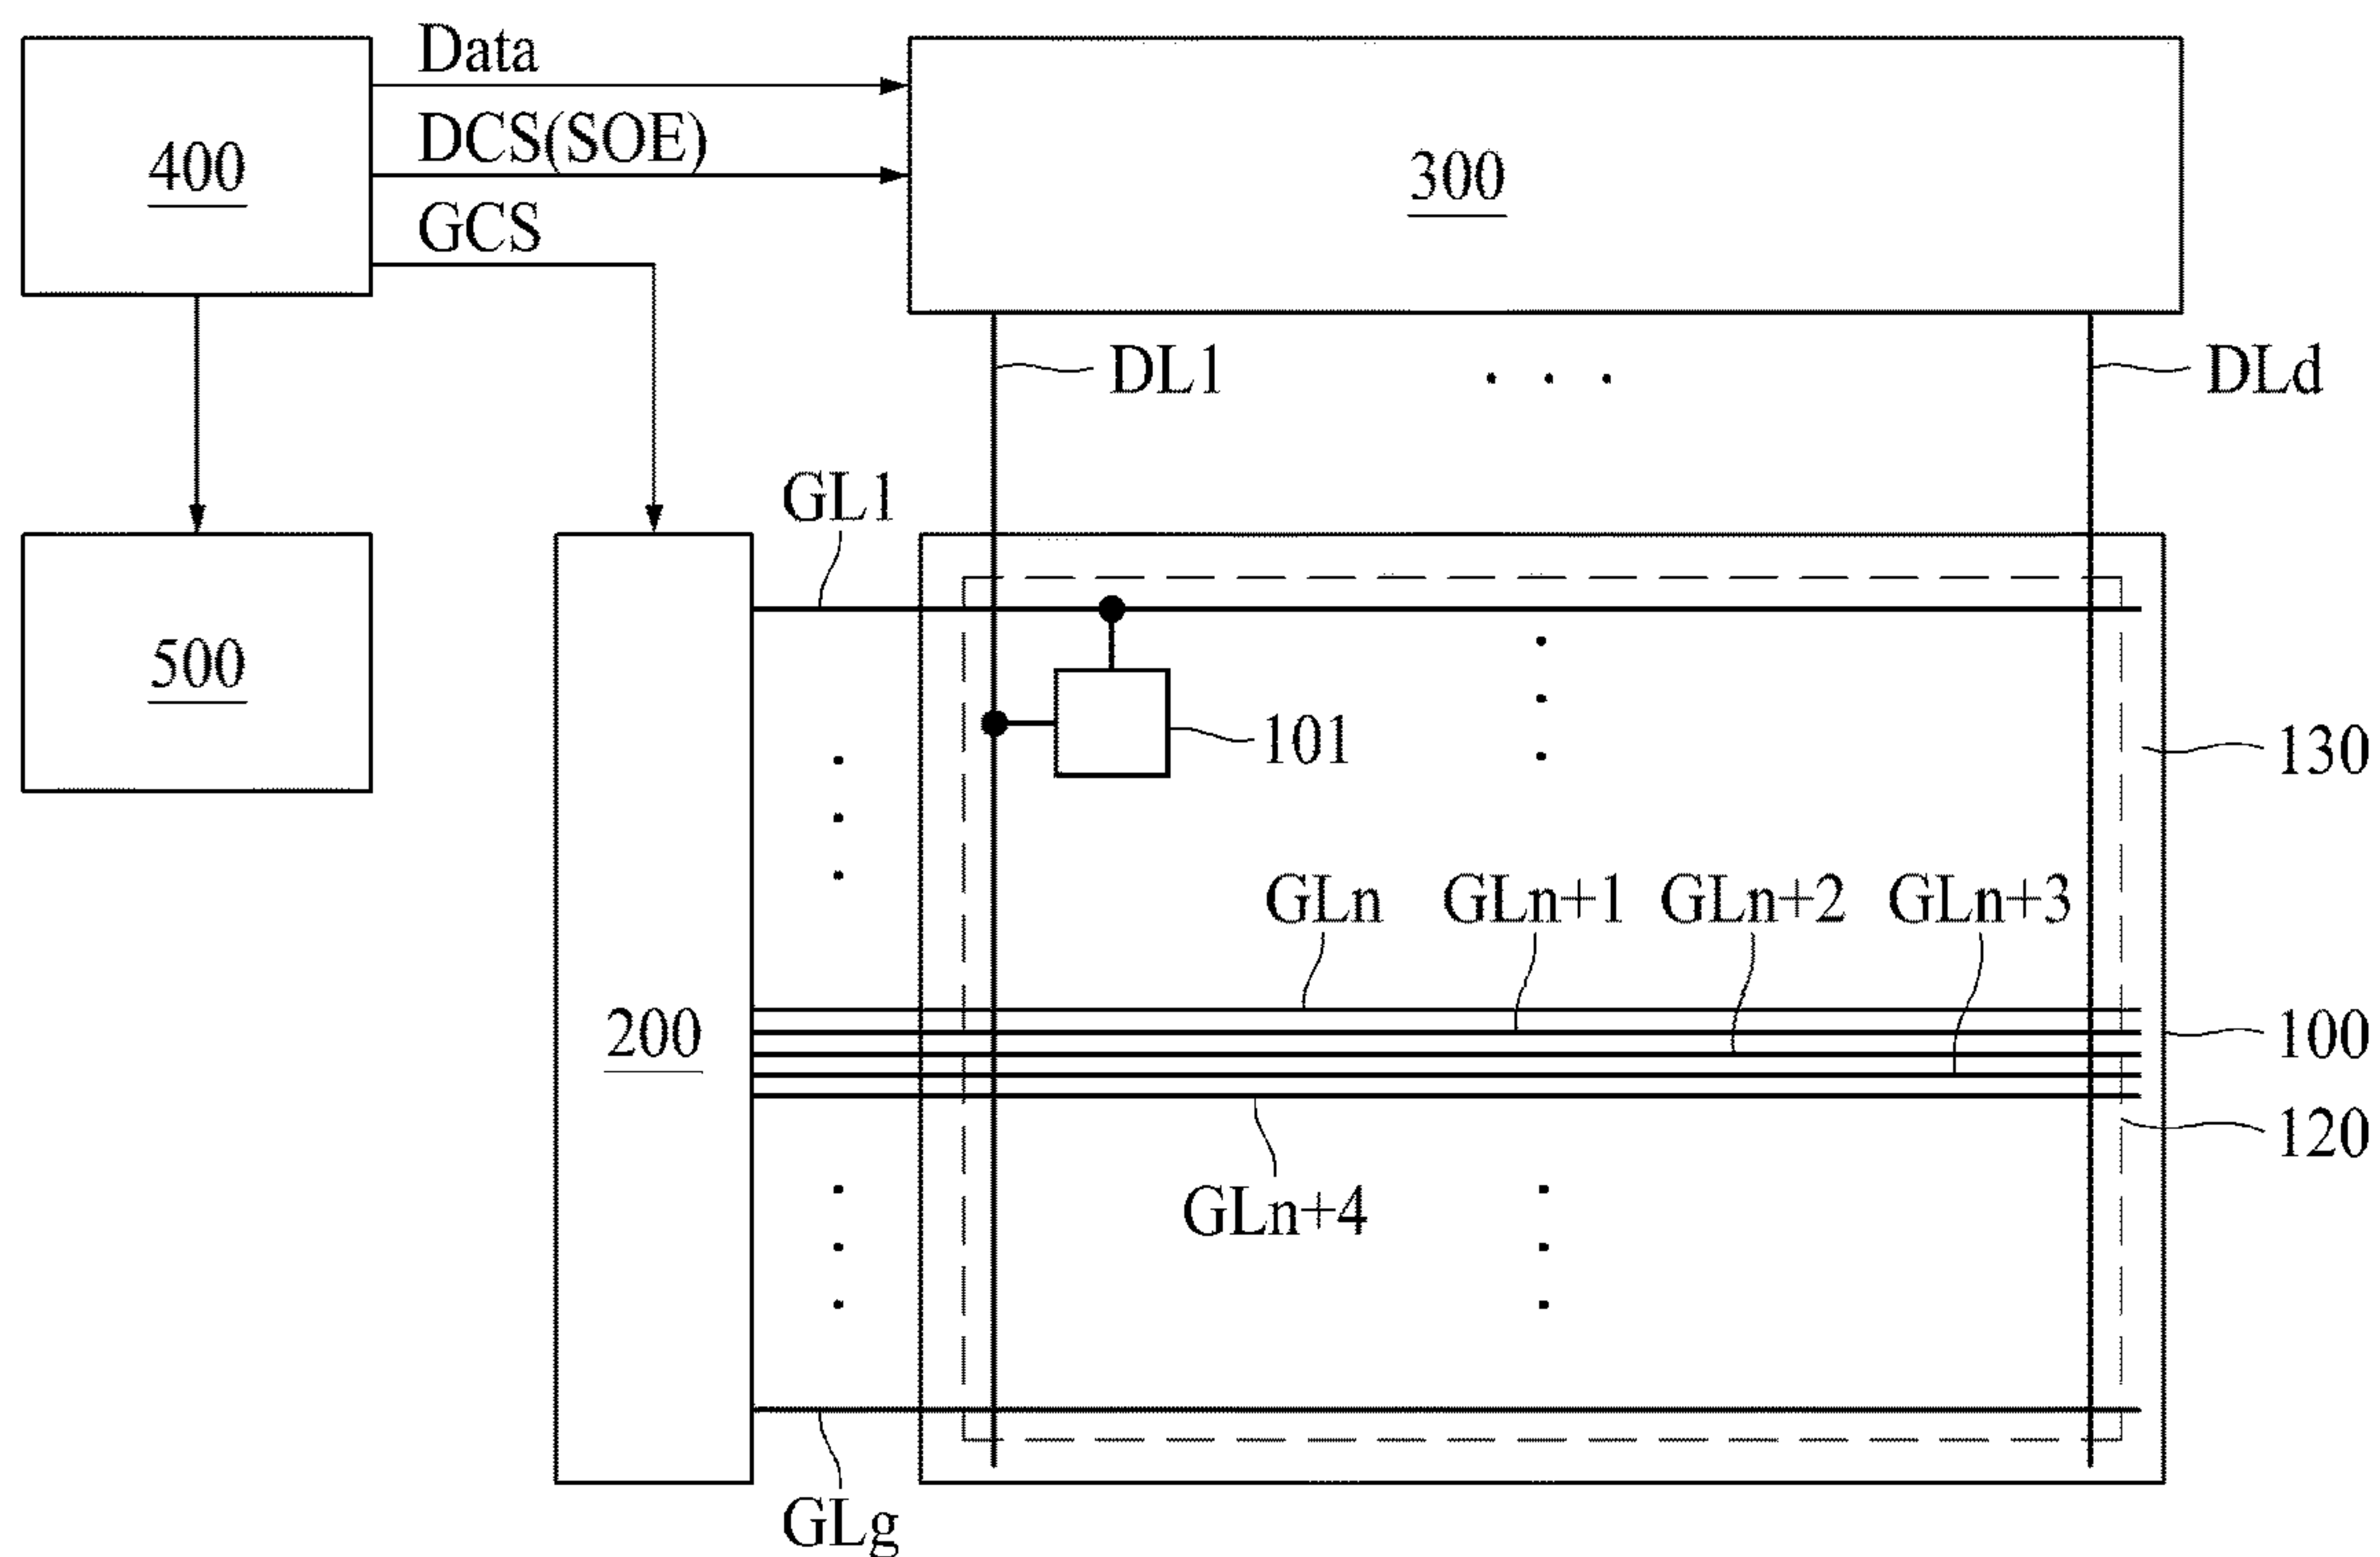 Data
DCS(SOE)
GCS
400
300
DL1
DLd
GL1
500
101
130
GLn
GLn+1
GLn+2
GLn+3
200
100
120
GLn+4
GLg